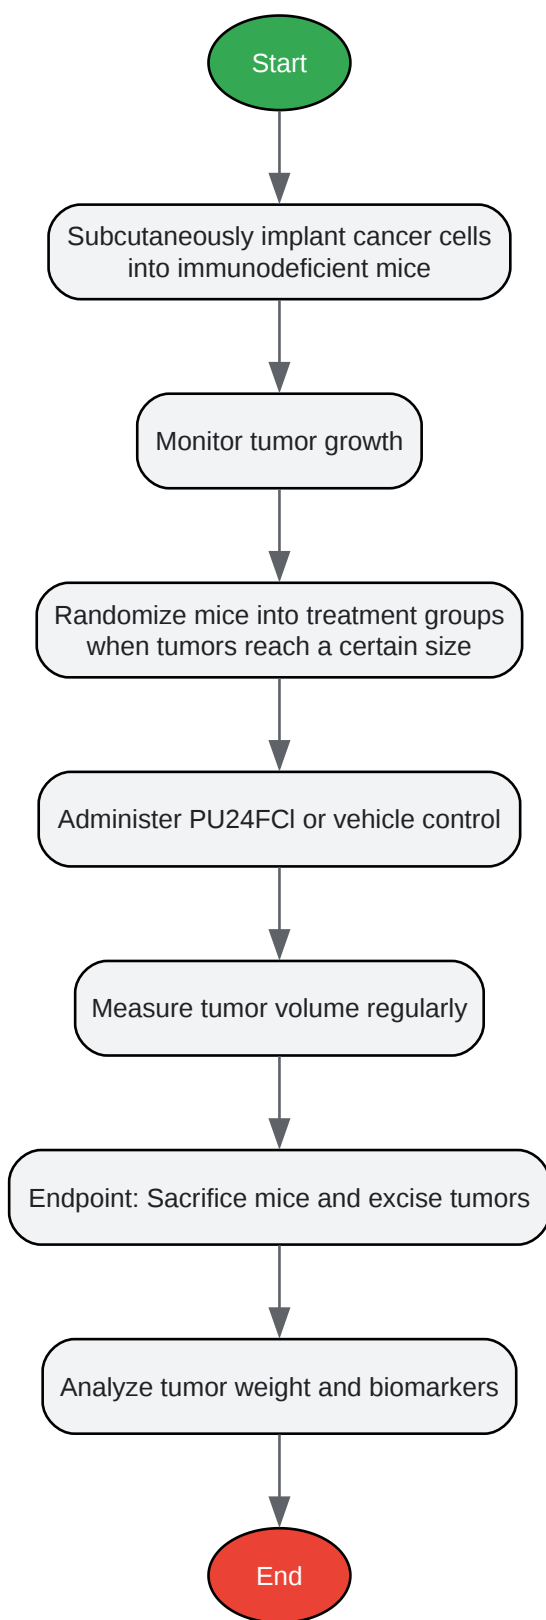 Start
Subcutaneously implant cancer cells
into immunodeficient mice
Monitor tumor growth
Randomize mice into treatment groups
when tumors reach a certain size
Administer PU24FCl or vehicle control
Measure tumor volume regularly
Endpoint: Sacrifice mice and excise tumors
Analyze tumor weight and biomarkers
End